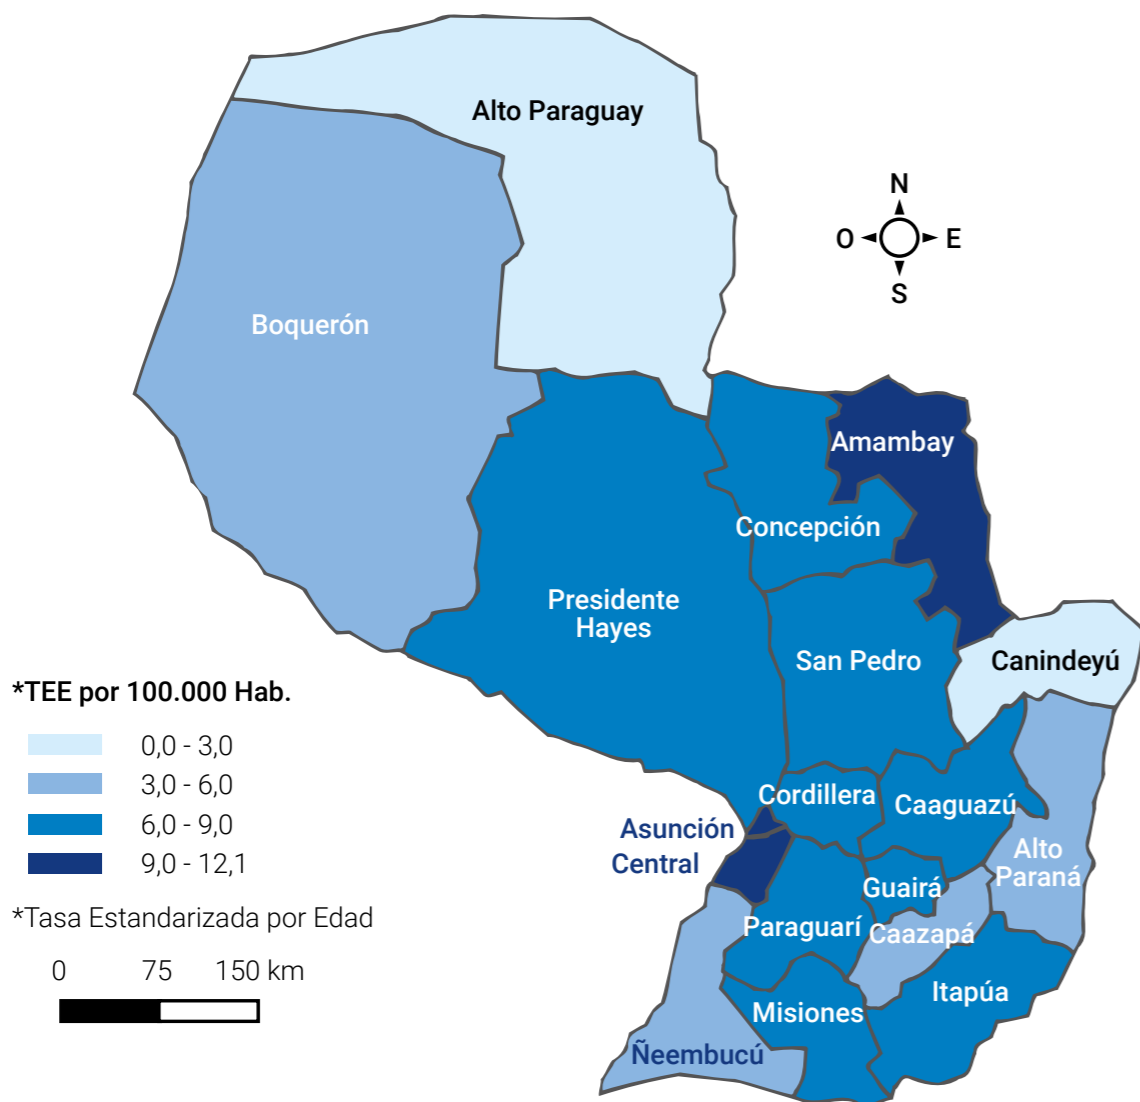 Alto Paraguay
N
O
E
S
Boquerón
Amambay
Concepción
Presidente
Hayes
San Pedro
Canindeyú
*TEE por 100.000 Hab.
0,0 - 3,0
3,0 - 6,0
6,0 - 9,0
9,0 - 12,1
*Tasa Estandarizada por Edad
0 75 150 km
Cordillera
Caaguazú
Asunción
Central
Alto
Paraná
Guairá
Paraguarí
Caazapá
Itapúa
Misiones
Ñeembucú